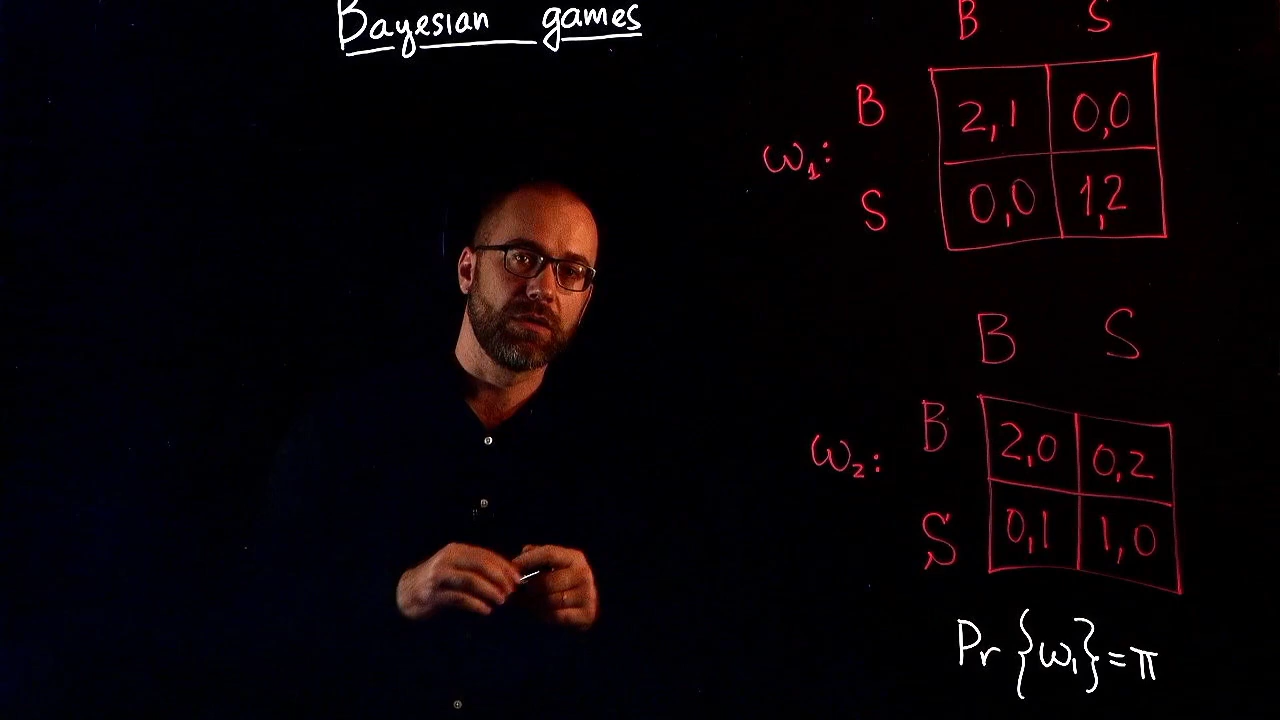 Bayesian games
B S
B 2,1 0,0
ω₁:
S 0,0 1,2
B S
B 2,0 0,2
ω₂:
S 0,1 1,0
Pr {ω₁} = π